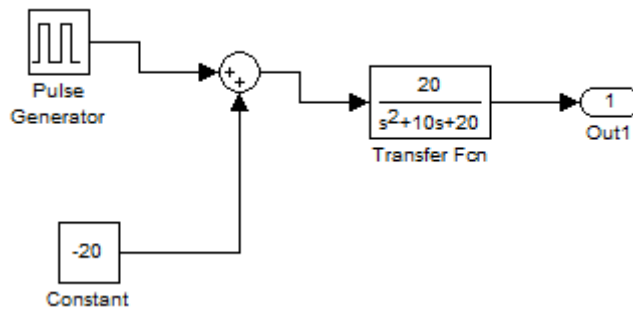 Pulse
Generator
+
+
20
s²+10s+20
Transfer Fcn
1
Out1
-20
Constant